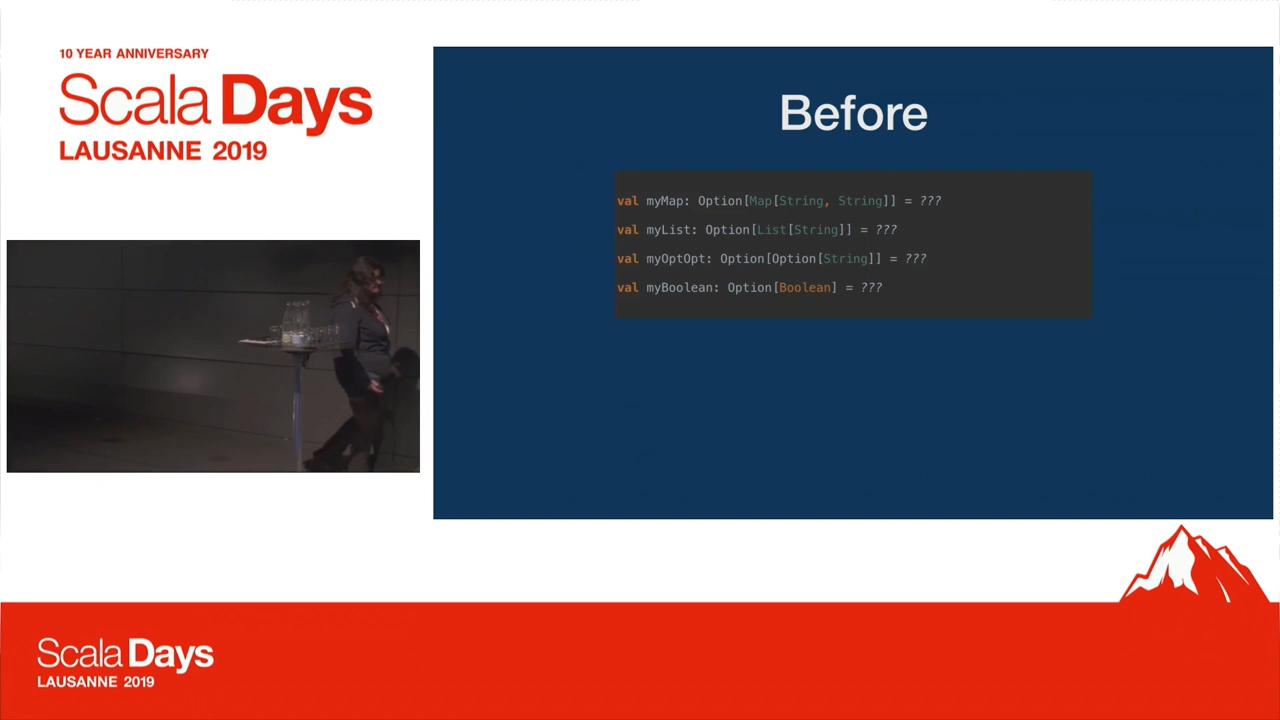 10 YEAR ANNIVERSARY
Scala Days
LAUSANNE 2019
Before
val myMap: Option[Map[String, String]] = ???
val myList: Option[List[String]] = ???
val myOptOpt: Option[Option[String]] = ???
val myBoolean: Option[Boolean] = ???
Scala Days
LAUSANNE 2019